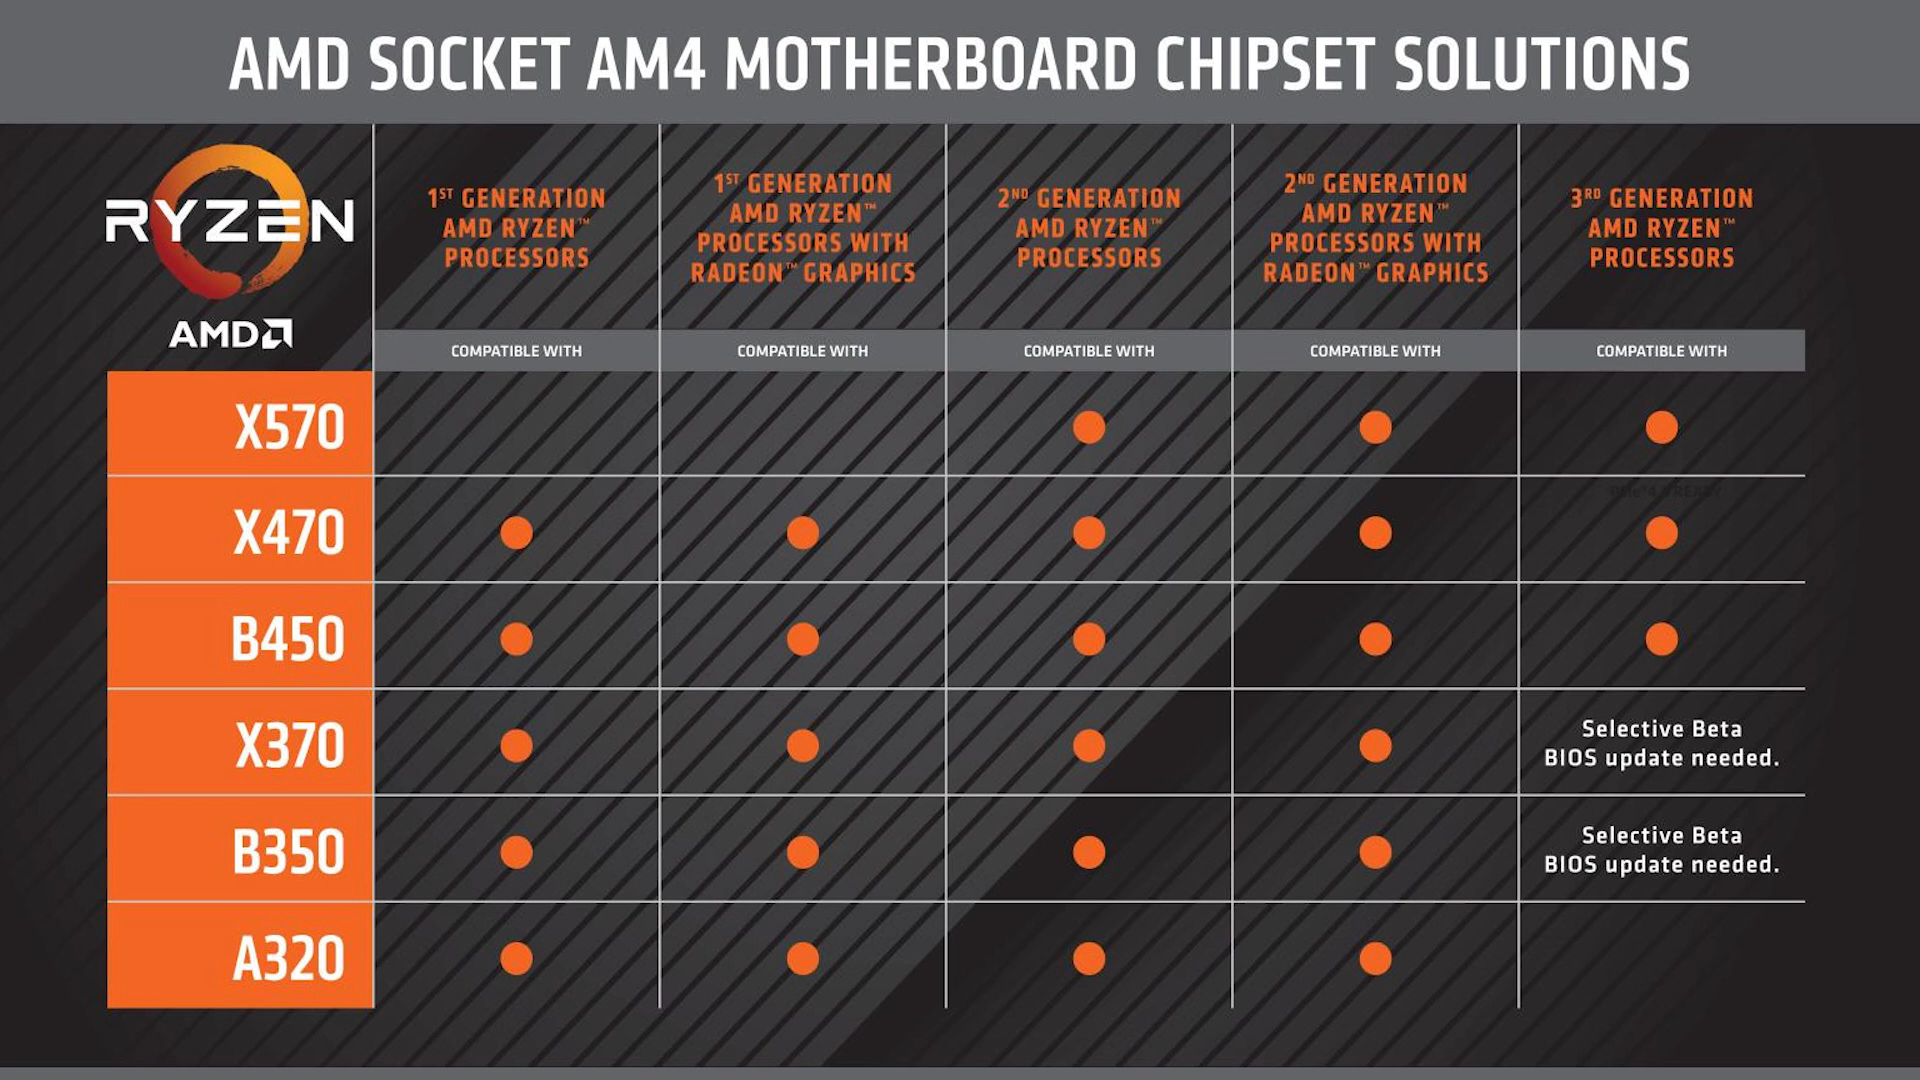 AMD SOCKET AM4 MOTHERBOARD CHIPSET SOLUTIONS
RYZEN
AMD
1ST GENERATION
AMD RYZEN™
PROCESSORS
1ST GENERATION
AMD RYZEN™
PROCESSORS WITH
RADEON™ GRAPHICS
2ND GENERATION
AMD RYZEN™
PROCESSORS
2ND GENERATION
AMD RYZEN™
PROCESSORS WITH
RADEON™ GRAPHICS
3RD GENERATION
AMD RYZEN™
PROCESSORS
COMPATIBLE WITH
COMPATIBLE WITH
COMPATIBLE WITH
COMPATIBLE WITH
COMPATIBLE WITH
X570
X470
B450
X370
Selective Beta
BIOS update needed.
B350
Selective Beta
BIOS update needed.
A320